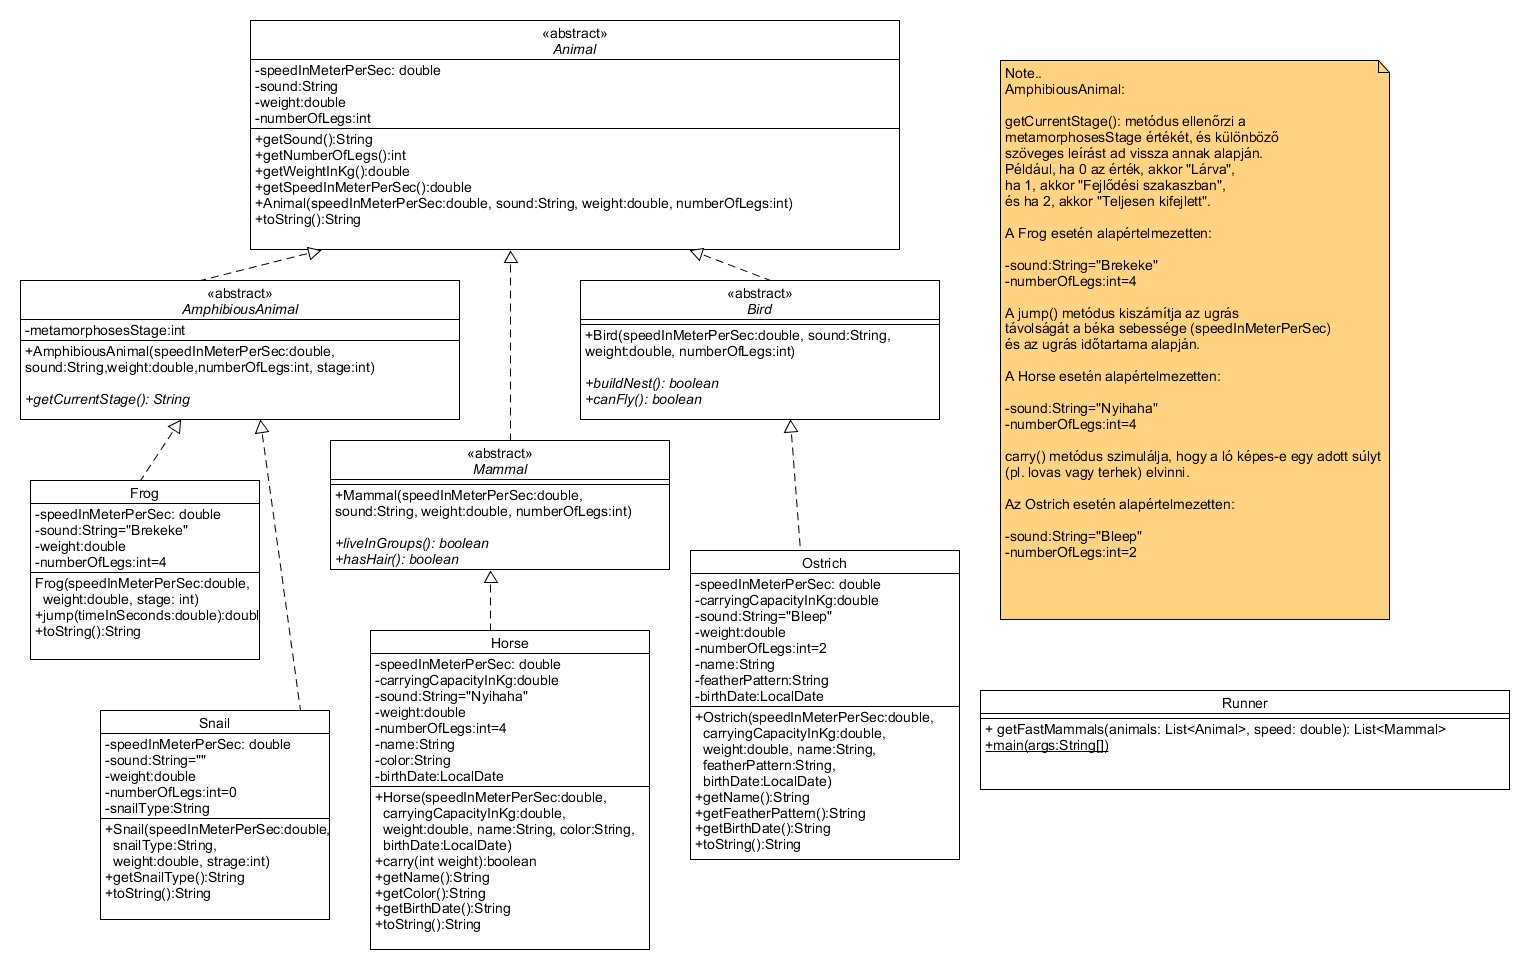 «abstract»
Animal
-speedInMeterPerSec: double
-sound:String
-weight:double
-numberOfLegs:int
+getSound():String
+getNumberOfLegs():int
+getWeightInKg():double
+getSpeedInMeterPerSec():double
+Animal(speedInMeterPerSec:double, sound:String, weight:double, numberOfLegs:int)
+toString():String
«abstract»
AmphibiousAnimal
-metamorphosesStage:int
+AmphibiousAnimal(speedInMeterPerSec:double,
sound:String,weight:double,numberOfLegs:int, stage:int)
+getCurrentStage(): String
«abstract»
Bird
+Bird(speedInMeterPerSec:double, sound:String,
weight:double, numberOfLegs:int)
+buildNest(): boolean
+canFly(): boolean
«abstract»
Mammal
+Mammal(speedInMeterPerSec:double,
sound:String, weight:double, numberOfLegs:int)
+liveInGroups(): boolean
+hasHair(): boolean
Frog
-speedInMeterPerSec: double
-sound:String="Brekeke"
-weight:double
-numberOfLegs:int=4
Frog(speedInMeterPerSec:double,
weight:double, stage: int)
+jump(timeInSeconds:double):doubl
+toString():String
Snail
-speedInMeterPerSec: double
-sound:String=""
-weight:double
-numberOfLegs:int=0
-snailType:String
+Snail(speedInMeterPerSec:double,
snailType:String,
weight:double, strage:int)
+getSnailType():String
+toString():String
Horse
-speedInMeterPerSec: double
-carryingCapacityInKg:double
-sound:String="Nyihaha"
-weight:double
-numberOfLegs:int=4
-name:String
-color:String
-birthDate:LocalDate
+Horse(speedInMeterPerSec:double,
carryingCapacityInKg:double,
weight:double, name:String, color:String,
birthDate:LocalDate)
+carry(int weight):boolean
+getName():String
+getColor():String
+getBirthDate():String
+toString():String
Ostrich
-speedInMeterPerSec: double
-carryingCapacityInKg:double
-sound:String="Bleep"
-weight:double
-numberOfLegs:int=2
-name:String
-featherPattern:String
-birthDate:LocalDate
+Ostrich(speedInMeterPerSec:double,
carryingCapacityInKg:double,
weight:double, name:String,
featherPattern:String,
birthDate:LocalDate)
+getName():String
+getFeatherPattern():String
+getBirthDate():String
+toString():String
Note..
AmphibiousAnimal:
getCurrentStage(): metódus ellenőrzi a
metamorphosesStage értékét, és különböző
szöveges leírást ad vissza annak alapján.
Például, ha 0 az érték, akkor "Lárva",
ha 1, akkor "Fejlődési szakaszban",
és ha 2, akkor "Teljesen kifejlett".
A Frog esetén alapértelmezetten:
-sound:String="Brekeke"
-numberOfLegs:int=4
A jump() metódus kiszámítja az ugrás
távolságát a béka sebessége (speedInMeterPerSec)
és az ugrás időtartama alapján.
A Horse esetén alapértelmezetten:
-sound:String="Nyihaha"
-numberOfLegs:int=4
carry() metódus szimulálja, hogy a ló képes-e egy adott súlyt
(pl. lovas vagy terhek) elvinni.
Az Ostrich esetén alapértelmezetten:
-sound:String="Bleep"
-numberOfLegs:int=2
Runner
+ getFastMammals(animals: List<Animal>, speed: double): List<Mammal>
+main(args:String[])